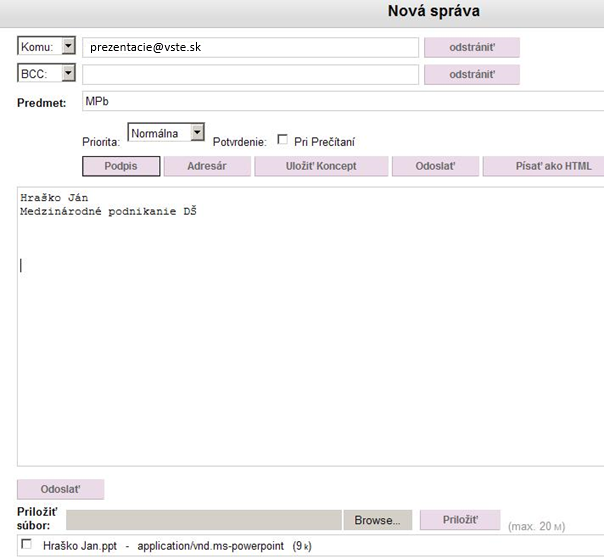 Nová správa
Komu: prezentacie@vste.sk odstrániť
BCC: odstrániť
Predmet: MPb
Priorita: Normálna Potvrdenie: Pri Prečítaní
Podpis Adresár Uložiť Koncept Odoslať Písať ako HTML
Hraško Ján
Medzinárodné podnikanie DŠ
Odoslať
Priložiť
súbor: Browse... Priložiť (max. 20 M)
Hraško Jan.ppt - application/vnd.ms-powerpoint (9 k)